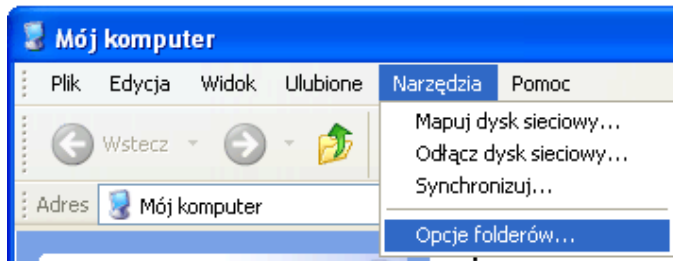 Mój komputer
Plik Edycja Widok Ulubione Narzędzia Pomoc
Wstecz
Adres Mój komputer
Mapuj dysk sieciowy...
Odłącz dysk sieciowy...
Synchronizuj...
Opcje folderów...